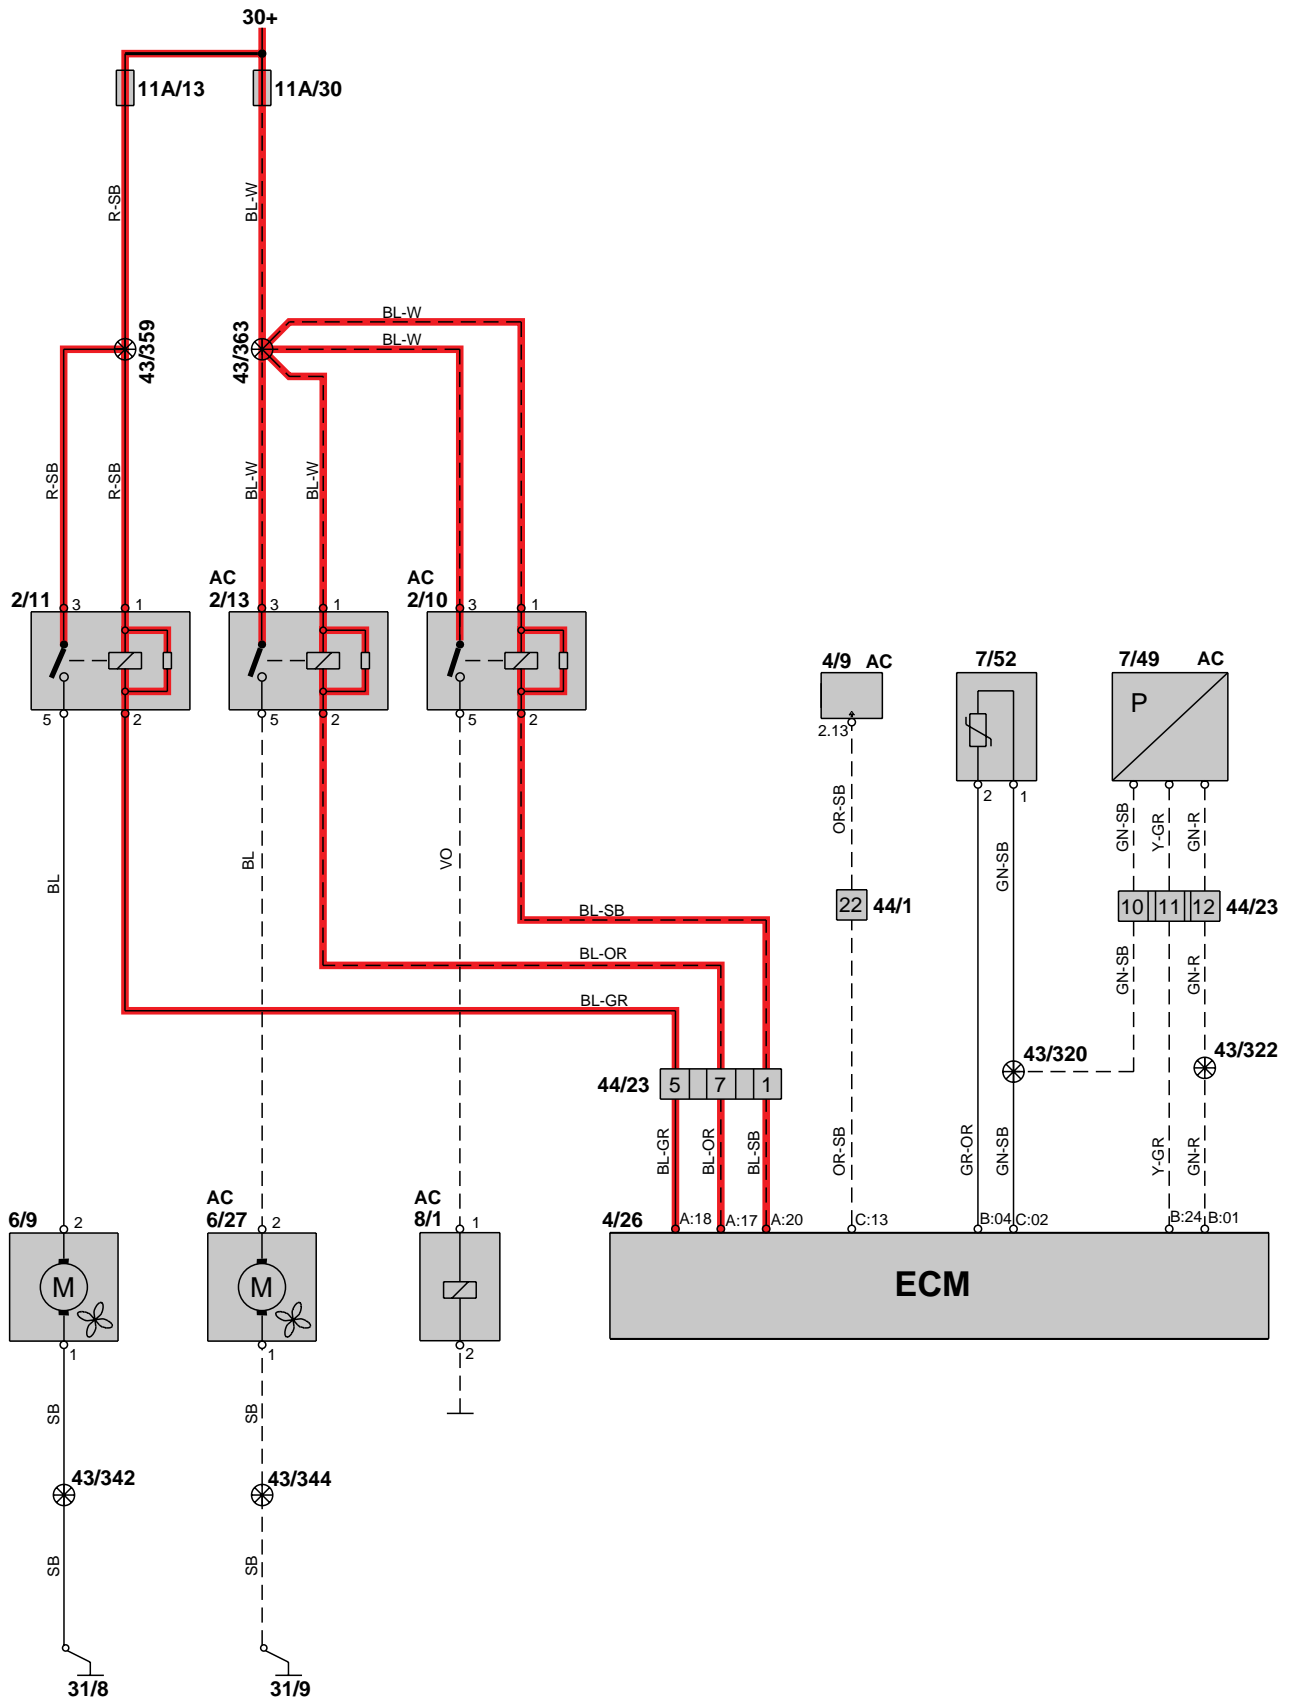 30+
11A/13
11A/30
R-SB
BL-W
BL-W
BL-W
43/359
43/363
R-SB
R-SB
BL-W
BL-W
AC
AC
2/11
3
1
2/13
3
1
2/10
3
1
4/9 AC
7/52
7/49 AC
P
5
2
5
2
5
2
2.13
2
1
OR-SB
GN-SB
Y-GR
GN-R
BL
BL
VO
GN-SB
22
44/1
10
11
12
44/23
BL-SB
BL-OR
GN-SB
GN-R
BL-GR
43/320
43/322
44/23
5
7
1
BL-GR
BL-OR
BL-SB
OR-SB
GR-OR
GN-SB
Y-GR
GN-R
AC
AC
6/9
2
6/27
2
8/1
1
4/26
A:18
A:17
A:20
C:13
B:04
C:02
B:24
B:01
M
M
ECM
1
1
2
SB
SB
43/342
43/344
SB
SB
31/8
31/9